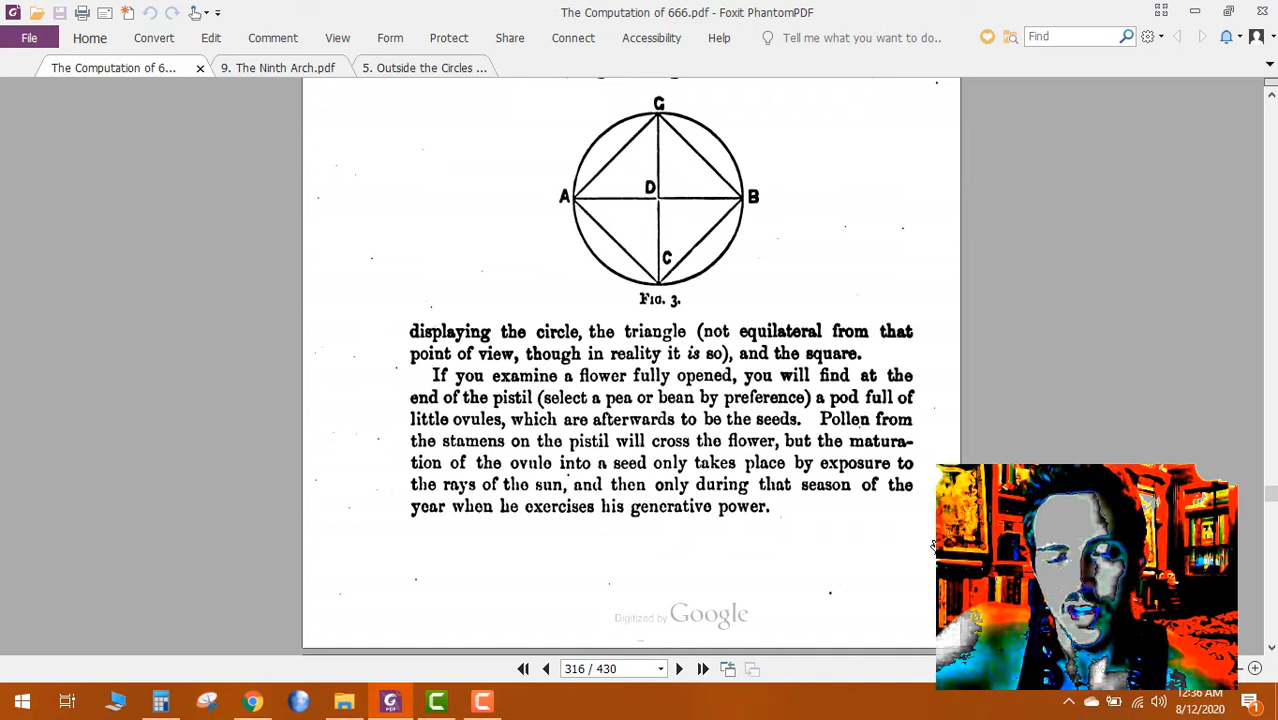 The Computation of 666.pdf - Foxit PhantomPDF
File Home Convert Edit Comment View Form Protect Share Connect Accessibility Help Tell me what you want to do.. Find
The Computation of 6... 9. The Ninth Arch.pdf 5. Outside the Circles ...
G
A D B
C
FIG. 3.
displaying the circle, the triangle (not equilateral from that
point of view, though in reality it is so), and the square.
If you examine a flower fully opened, you will find at the
end of the pistil (select a pea or bean by preference) a pod full of
little ovules, which are afterwards to be the seeds. Pollen from
the stamens on the pistil will cross the flower, but the matura-
tion of the ovule into a seed only takes place by exposure to
the rays of the sun, and then only during that season of the
year when he exercises his generative power.
Digitized by Google
316 / 430
12:36 AM
8/12/2020